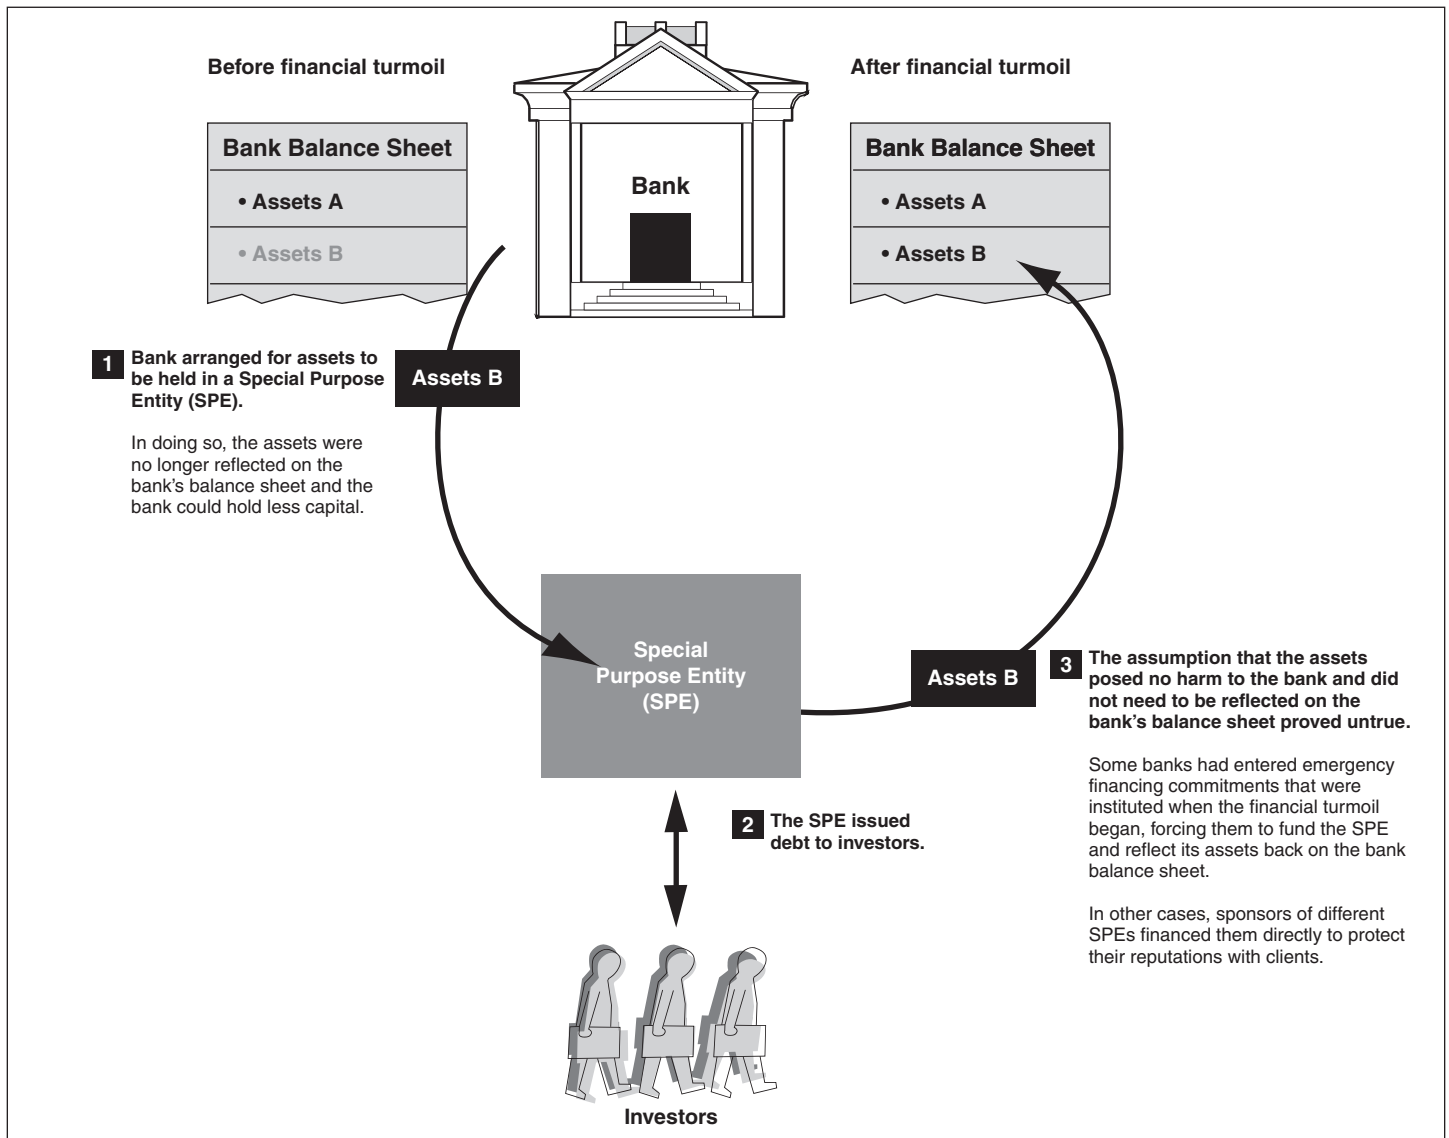 Before financial turmoil
After financial turmoil
Bank Balance Sheet
• Assets A
• Assets B
Bank
Bank Balance Sheet
• Assets A
• Assets B
1 Bank arranged for assets to
be held in a Special Purpose
Entity (SPE).
In doing so, the assets were
no longer reflected on the
bank's balance sheet and the
bank could hold less capital.
Assets B
Special
Purpose Entity
(SPE)
2 The SPE issued
debt to investors.
Investors
Assets B
3 The assumption that the assets
posed no harm to the bank and did
not need to be reflected on the
bank's balance sheet proved untrue.
Some banks had entered emergency
financing commitments that were
instituted when the financial turmoil
began, forcing them to fund the SPE
and reflect its assets back on the bank
balance sheet.
In other cases, sponsors of different
SPEs financed them directly to protect
their reputations with clients.